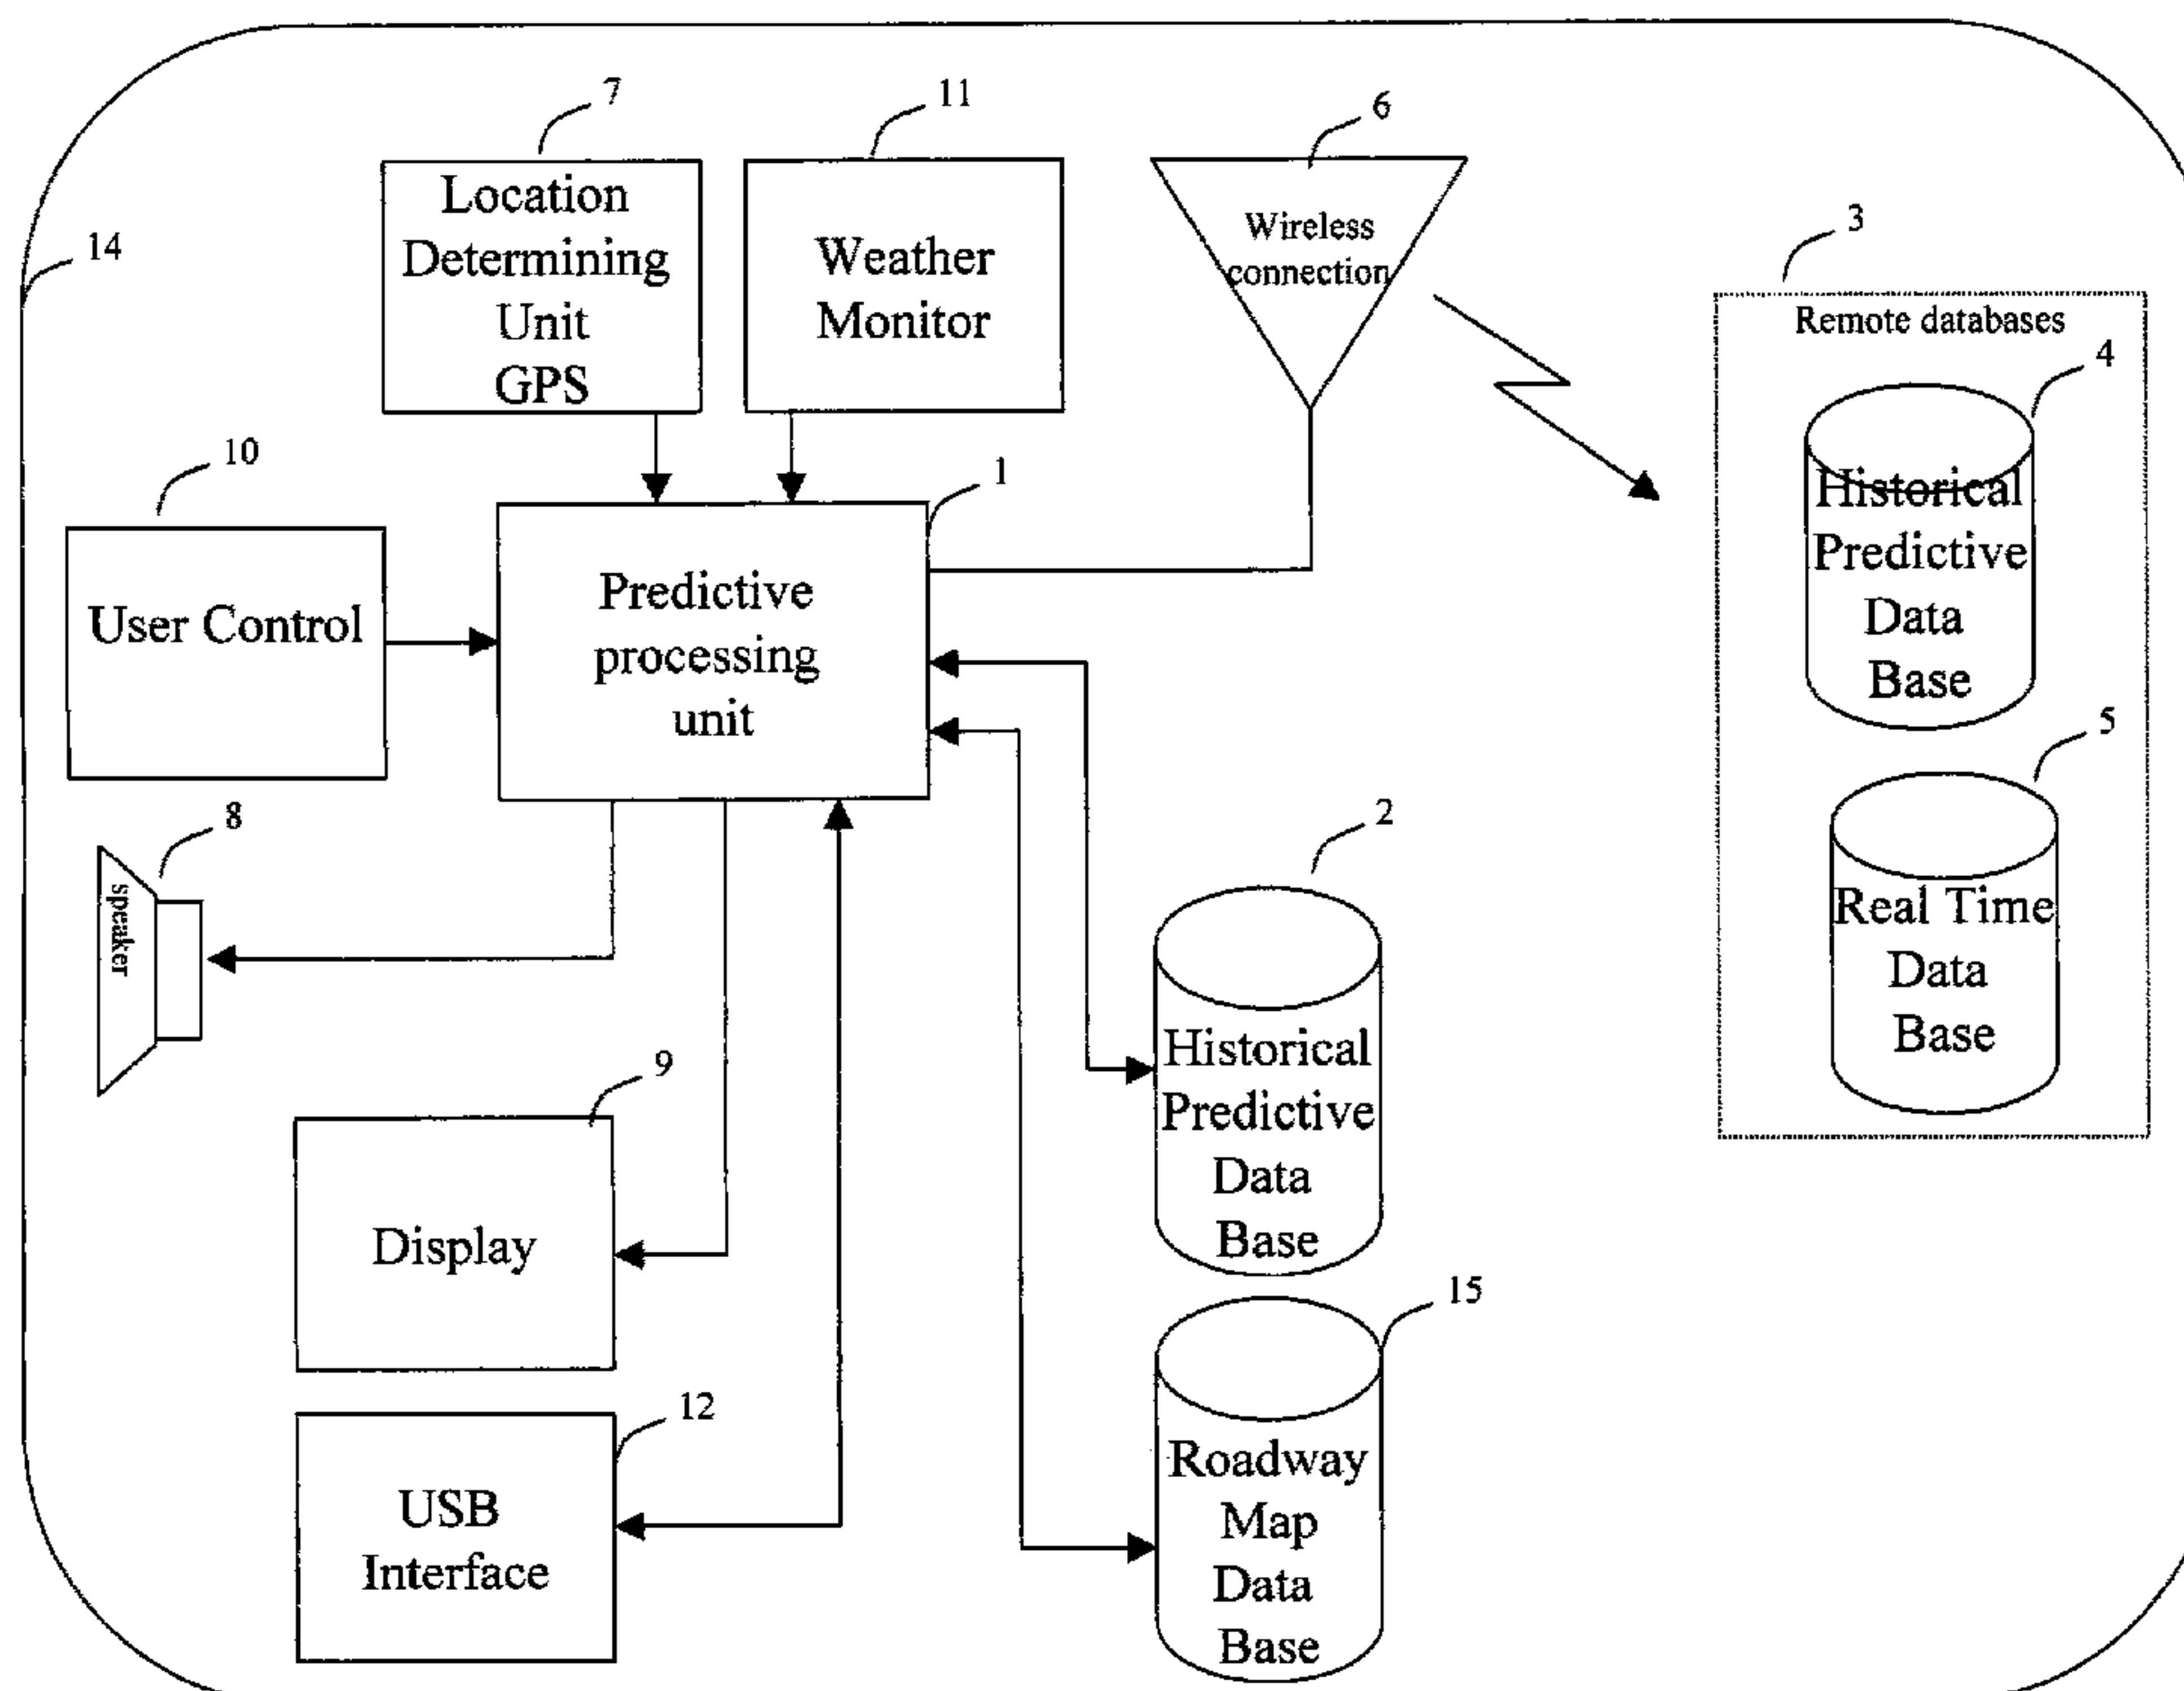 7
11
6
3
14
Location
Determining
Unit
GPS
Weather
Monitor
Wireless
connection
Remote databases
4
Historical
Predictive
Data
Base
10
User Control
1
Predictive
processing
unit
5
Real Time
Data
Base
8
speaker
2
Historical
Predictive
Data
Base
9
Display
15
Roadway
Map
Data
Base
12
USB
Interface